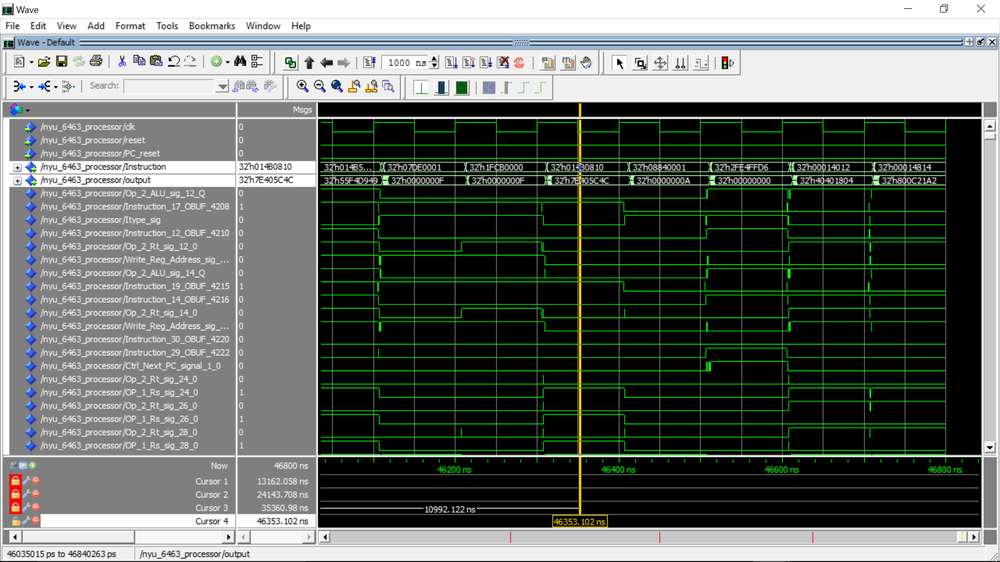 Wave
File Edit View Add Format Tools Bookmarks Window Help
Wave - Default
1000 ns
Search:
Msgs
/nyu_6463_processor/clk 0
/nyu_6463_processor/reset 0
/nyu_6463_processor/PC_reset 0
/nyu_6463_processor/Instruction 32'h014B0810 32'h014B5... 32'h07DE0001 32'h1FCB0000 32'h014B0810 32'h08840001 32'h2FE4FFD6 32'h00014012 32'h00014814
/nyu_6463_processor/output 32'h7E405C4C 32'h55F4D949 32'h0000000F 32'h0000000F 32'h7E405C4C 32'h0000000A 32'h00000000 32'h40401804 32'h800C21A2
/nyu_6463_processor/Op_2_ALU_sig_12_Q 0
/nyu_6463_processor/Instruction_17_OBUF_4208 1
/nyu_6463_processor/Itype_sig 0
/nyu_6463_processor/Instruction_12_OBUF_4210 0
/nyu_6463_processor/Op_2_Rt_sig_12_0 0
/nyu_6463_processor/Write_Reg_Address_sig_... 0
/nyu_6463_processor/Op_2_ALU_sig_14_Q 0
/nyu_6463_processor/Instruction_19_OBUF_4215 1
/nyu_6463_processor/Instruction_14_OBUF_4216 0
/nyu_6463_processor/Op_2_Rt_sig_14_0 0
/nyu_6463_processor/Write_Reg_Address_sig_... 0
/nyu_6463_processor/Instruction_30_OBUF_4220 0
/nyu_6463_processor/Instruction_29_OBUF_4222 0
/nyu_6463_processor/Ctrl_Next_PC_signal_1_0 0
/nyu_6463_processor/Op_2_Rt_sig_24_0 0
/nyu_6463_processor/OP_1_Rs_sig_24_0 1
/nyu_6463_processor/Op_2_Rt_sig_26_0 0
/nyu_6463_processor/OP_1_Rs_sig_26_0 1
/nyu_6463_processor/Op_2_Rt_sig_28_0 0
/nyu_6463_processor/OP_1_Rs_sig_28_0 1
Now 46800 ns 46200 ns 46400 ns 46600 ns 46800 ns
Cursor 1 13162.058 ns
Cursor 2 24143.708 ns
Cursor 3 35360.98 ns 10992.122 ns
Cursor 4 46353.102 ns 46353.102 ns
46035015 ps to 46840263 ps /nyu_6463_processor/output